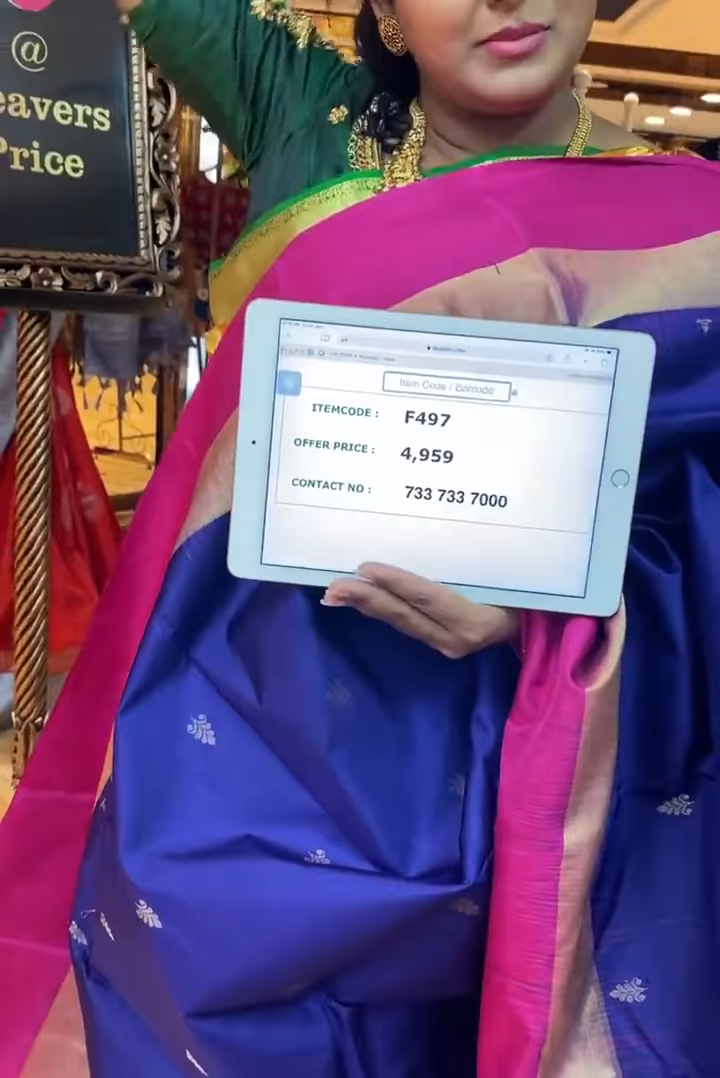 @
eavers
Price
Item Code / Barcode
ITEMCODE : F497
OFFER PRICE : 4,959
CONTACT NO : 733 733 7000